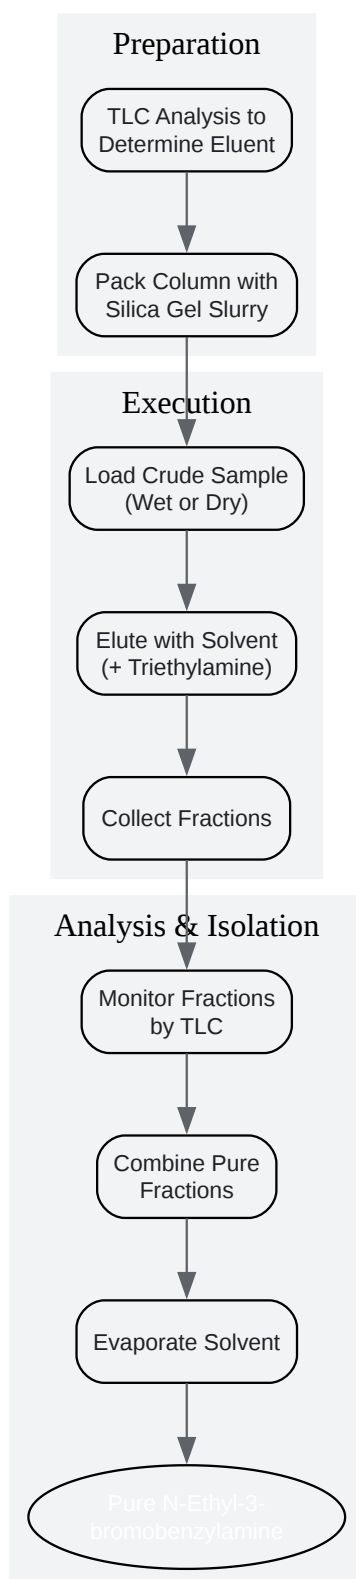 Preparation
TLC Analysis to
Determine Eluent
Pack Column with
Silica Gel Slurry
Execution
Load Crude Sample
(Wet or Dry)
Elute with Solvent
(+ Triethylamine)
Collect Fractions
Analysis & Isolation
Monitor Fractions
by TLC
Combine Pure
Fractions
Evaporate Solvent
Pure N-Ethyl-3-
bromobenzylamine